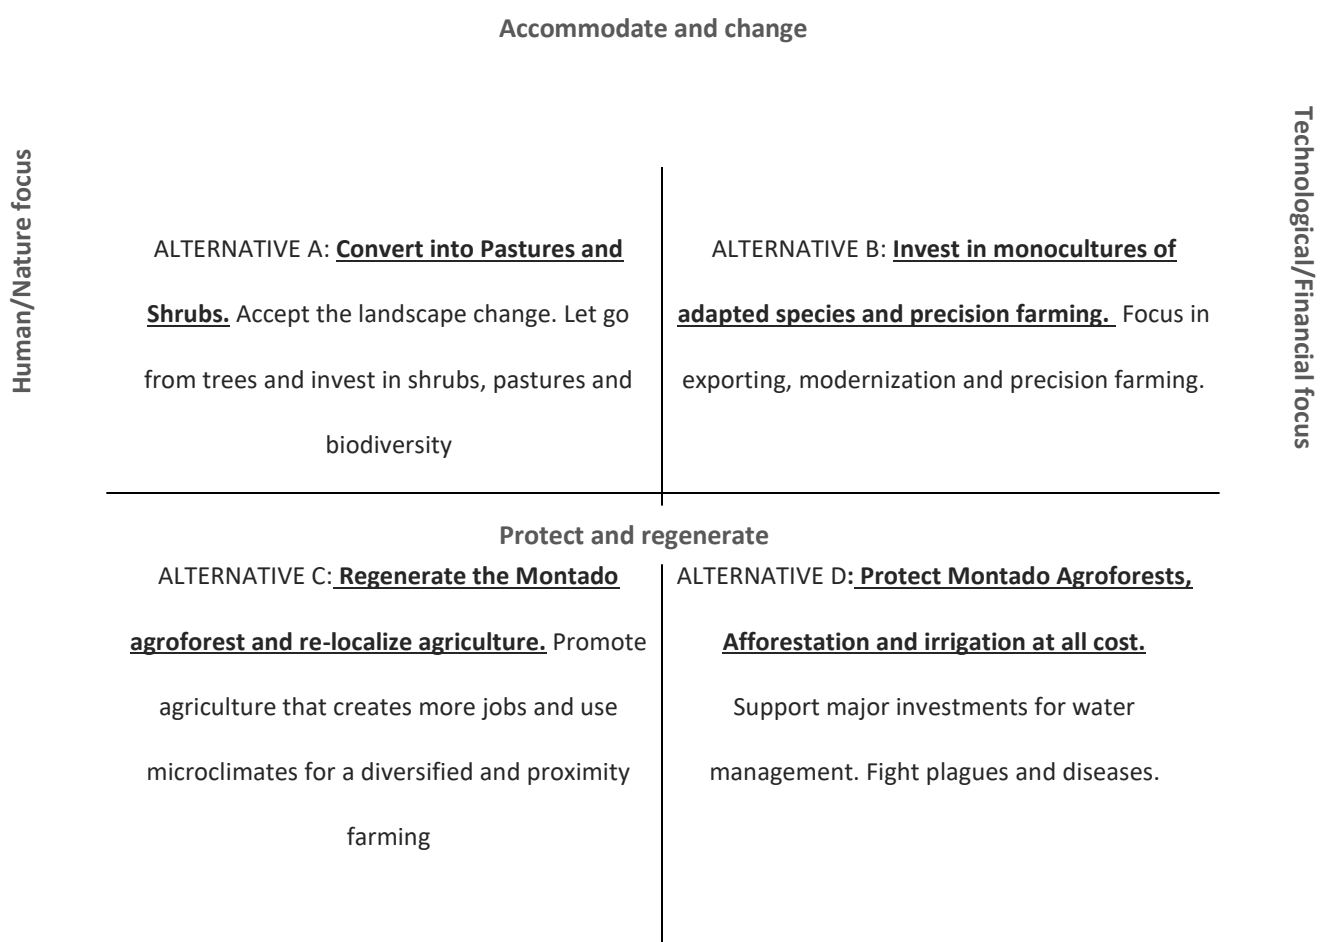 Accommodate and change
Human/Nature focus
Technological/Financial focus
ALTERNATIVE A: Convert into Pastures and
Shrubs. Accept the landscape change. Let go
from trees and invest in shrubs, pastures and
biodiversity
ALTERNATIVE B: Invest in monocultures of
adapted species and precision farming. Focus in
exporting, modernization and precision farming.
Protect and regenerate
ALTERNATIVE C: Regenerate the Montado
agroforest and re-localize agriculture. Promote
agriculture that creates more jobs and use
microclimates for a diversified and proximity
farming
ALTERNATIVE D: Protect Montado Agroforests,
Afforestation and irrigation at all cost.
Support major investments for water
management. Fight plagues and diseases.